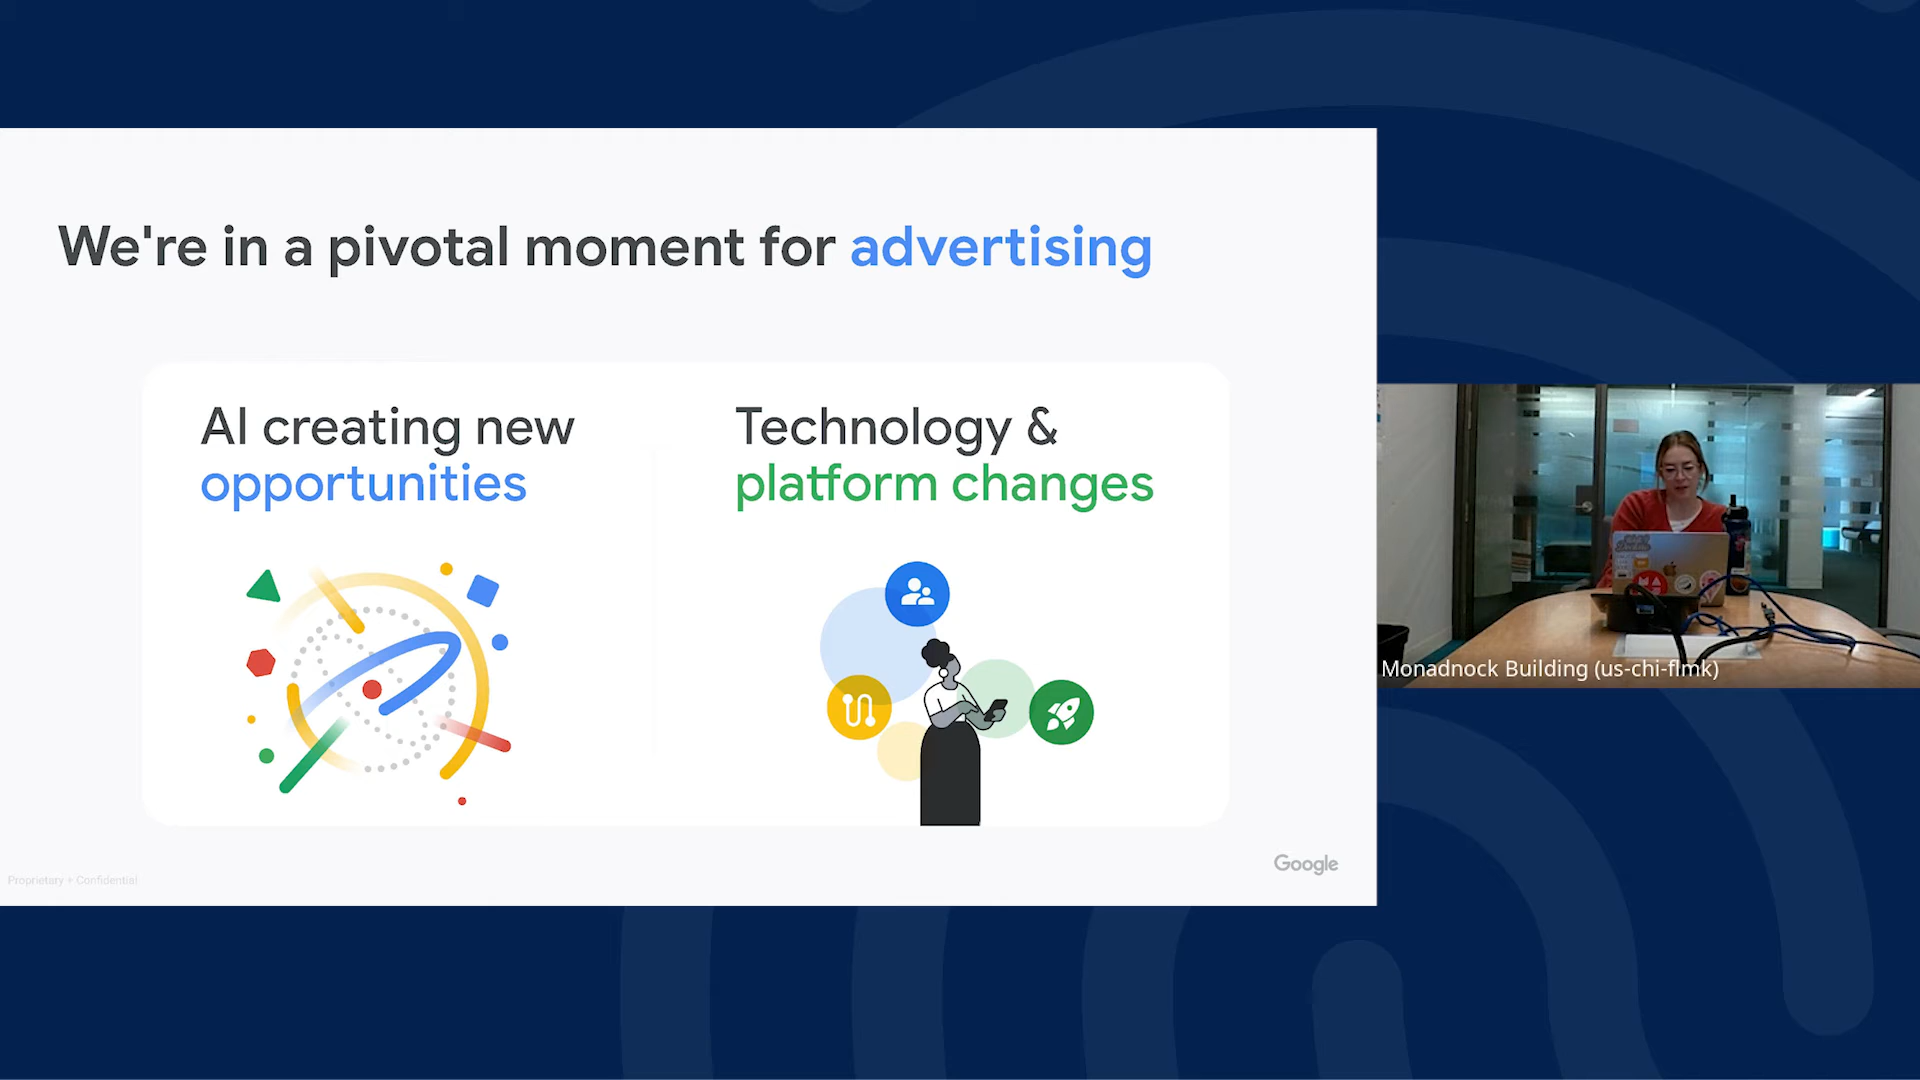 We're in a pivotal moment for advertising
AI creating new
opportunities
Technology &
platform changes
Proprietary + Confidential
Google
Monadnock Building (us-chi-flmk)